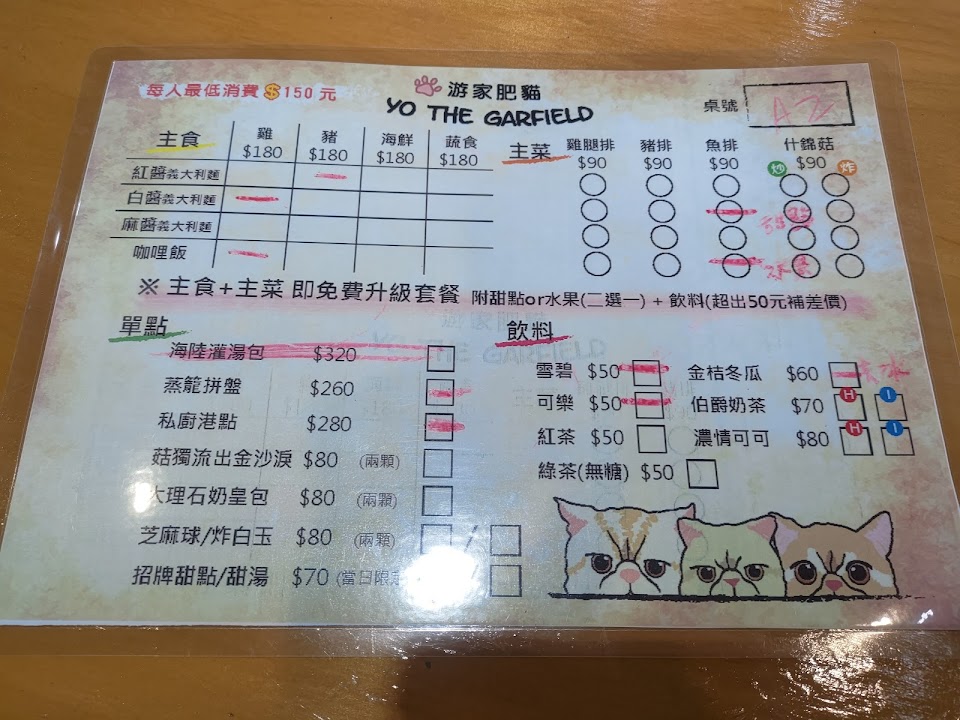 每人最低消費 $150 元
游家肥貓
YO THE GARFIELD
桌號 A2
主食 雞 $180 豬 $180 海鮮 $180 蔬食 $180
紅醬義大利麵
白醬義大利麵
麻醬義大利麵
咖哩飯
主菜 雞腿排 $90 豬排 $90 魚排 $90 什錦菇 $90
炒 炸
※ 主食+主菜 即免費升級套餐 附甜點or水果(二選一) + 飲料(超出50元補差價)
單點
海陸灌湯包 $320
蒸籠拼盤 $260
私廚港點 $280
菇獨流出金沙淚 $80 (兩顆)
理石奶皇包 $80 (兩顆)
芝麻球/炸白玉 $80 (兩顆) /
招牌甜點/甜湯 $70 (當日限定
飲料
雪碧 $50 金桔冬瓜 $60
可樂 $50 伯爵奶茶 $70 H I
紅茶 $50 濃情可可 $80 H I
綠茶(無糖) $50